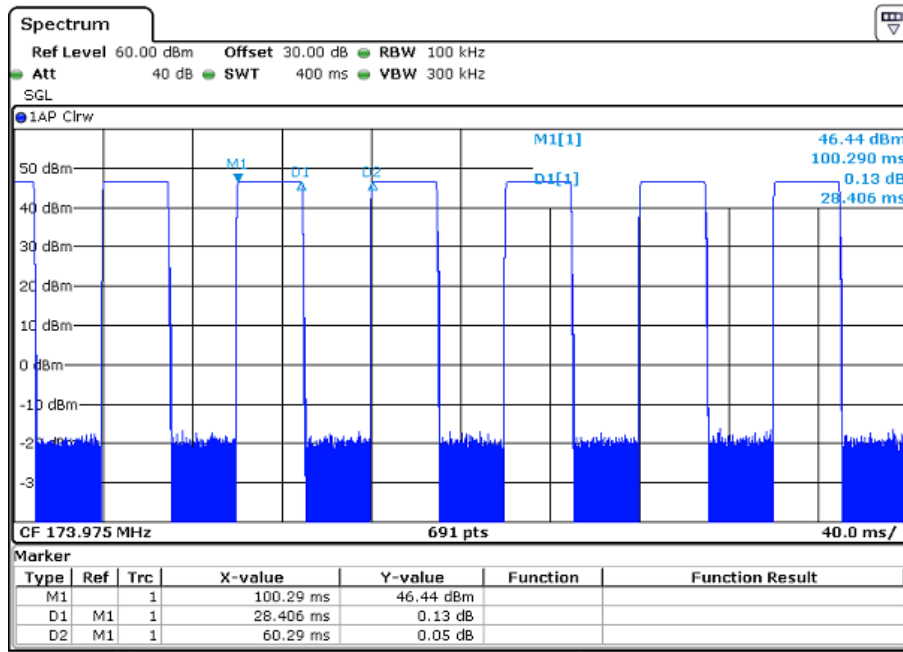 Spectrum
Ref Level 60.00 dBm Offset 30.00 dB RBW 100 kHz
Att 40 dB SWT 400 ms VBW 300 kHz
SGL
1AP Clrw
M1[1] 46.44 dBm
100.290 ms
D1[1] 0.13 dB
28.406 ms
M1 D1 D2
50 dBm
40 dBm
30 dBm
20 dBm
10 dBm
0 dBm
-10 dBm
-20 dBm
-3
CF 173.975 MHz 691 pts 40.0 ms/
Marker
Type Ref Trc X-value Y-value Function Function Result
M1 1 100.29 ms 46.44 dBm
D1 M1 1 28.406 ms 0.13 dB
D2 M1 1 60.29 ms 0.05 dB